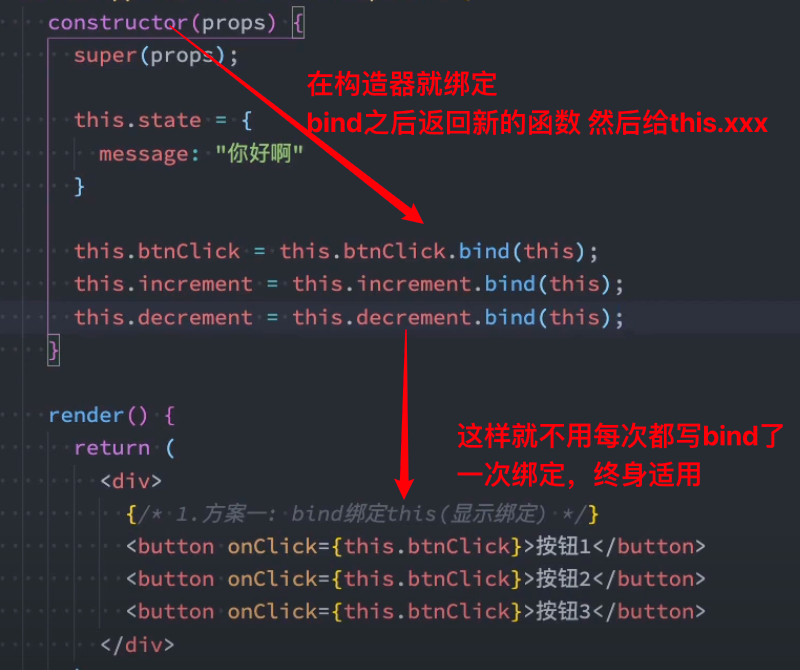 constructor(props) {
super(props);
在构造器就绑定
bind之后返回新的函数 然后给this.xxx
this.state = {
message: "你好啊"
}
this.btnClick = this.btnClick.bind(this);
this.increment = this.increment.bind(this);
this.decrement = this.decrement.bind(this);
}
render() {
return (
这样就不用每次都写bind了
一次绑定，终身适用
<div>
{/* 1.方案一: bind绑定this(显示绑定) */}
<button onClick={this.btnClick}>按钮1</button>
<button onClick={this.btnClick}>按钮2</button>
<button onClick={this.btnClick}>按钮3</button>
</div>